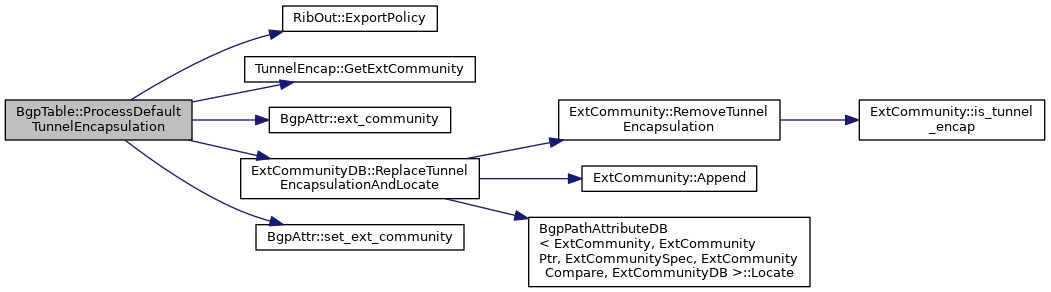 RibOut::ExportPolicy
TunnelEncap::GetExtCommunity
BgpTable::ProcessDefault
TunnelEncapsulation
BgpAttr::ext_community
ExtCommunityDB::ReplaceTunnel
EncapsulationAndLocate
BgpAttr::set_ext_community
ExtCommunity::RemoveTunnel
Encapsulation
ExtCommunity::is_tunnel
_encap
ExtCommunity::Append
BgpPathAttributeDB
< ExtCommunity, ExtCommunity
Ptr, ExtCommunitySpec, ExtCommunity
Compare, ExtCommunityDB >::Locate